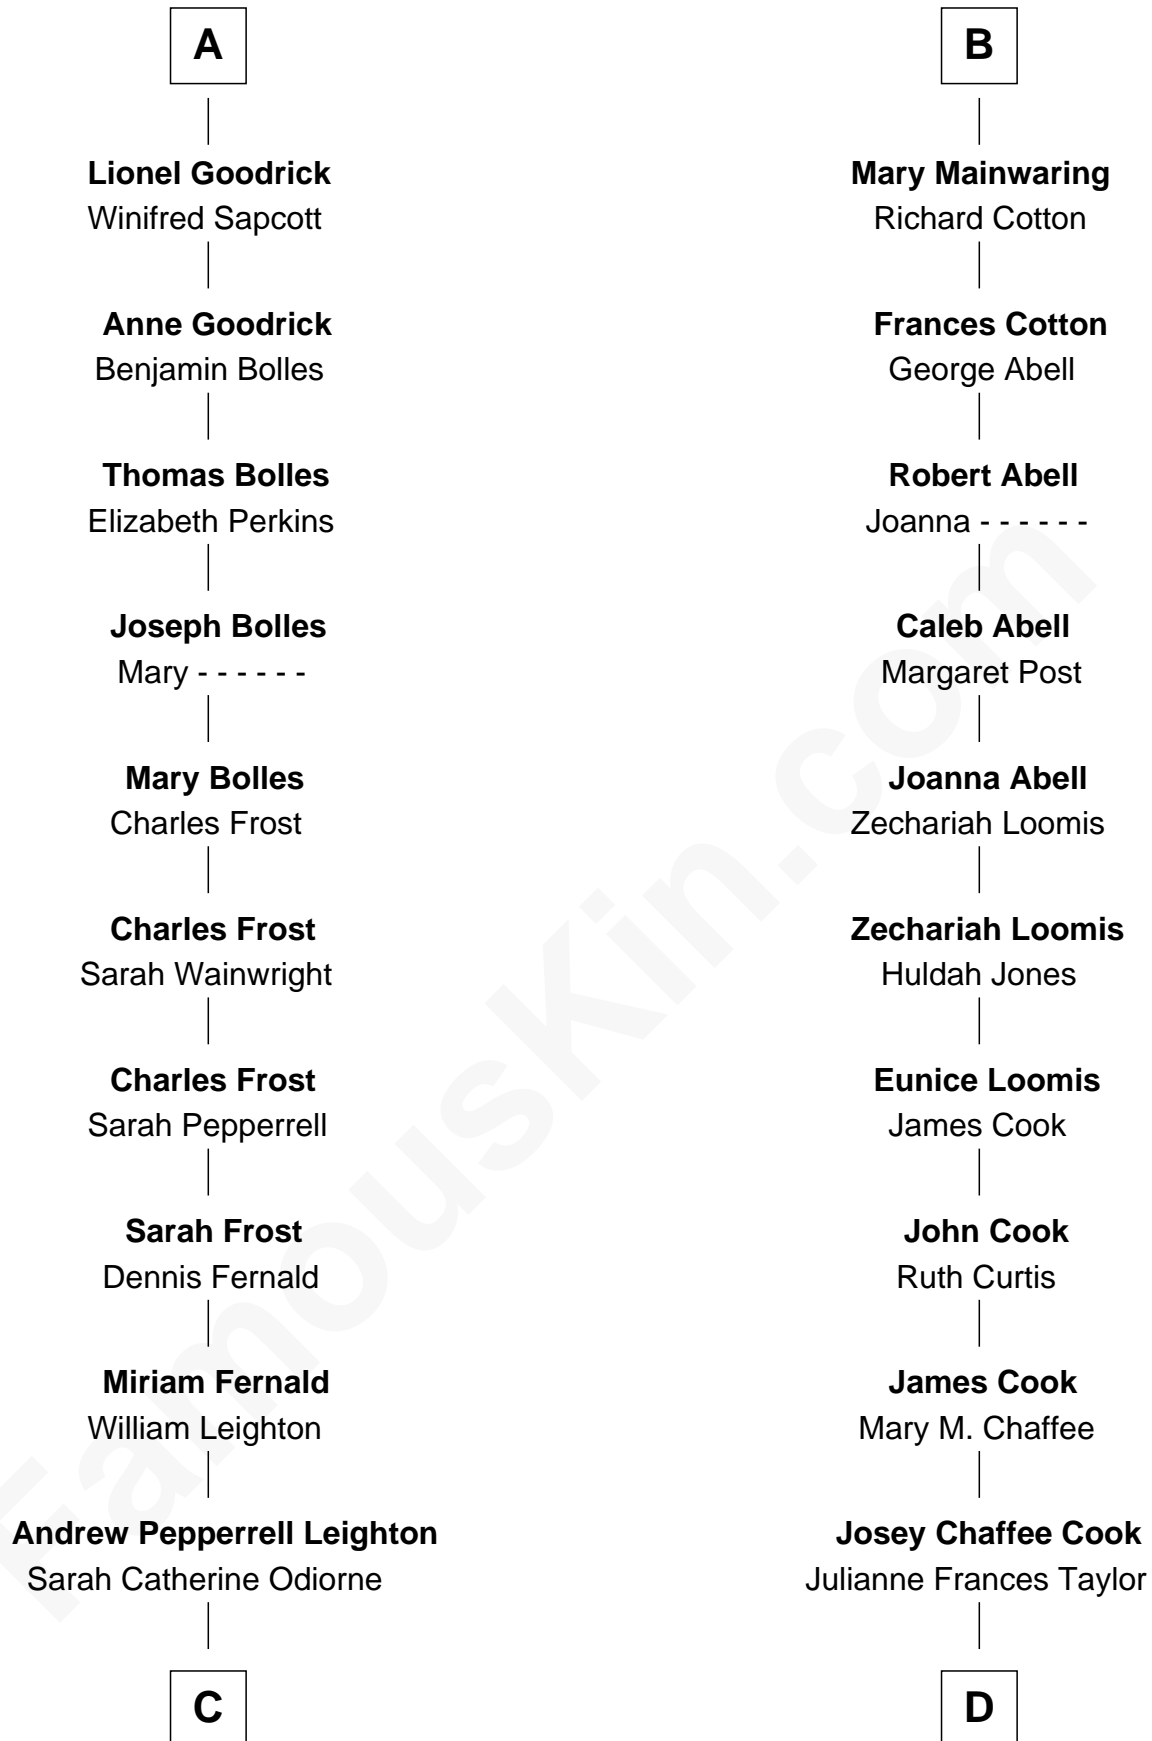 A
Lionel Goodrick
Winifred Sapcott
Anne Goodrick
Benjamin Bolles
Thomas Bolles
Elizabeth Perkins
Joseph Bolles
Mary - - - - - -
Mary Bolles
Charles Frost
Charles Frost
Sarah Wainwright
Charles Frost
Sarah Pepperrell
Sarah Frost
Dennis Fernald
Miriam Fernald
William Leighton
Andrew Pepperrell Leighton
Sarah Catherine Odiorne
C
B
Mary Mainwaring
Richard Cotton
Frances Cotton
George Abell
Robert Abell
Joanna - - - - - -
Caleb Abell
Margaret Post
Joanna Abell
Zechariah Loomis
Zechariah Loomis
Huldah Jones
Eunice Loomis
James Cook
John Cook
Ruth Curtis
James Cook
Mary M. Chaffee
Josey Chaffee Cook
Julianne Frances Taylor
D
FamousKin.com